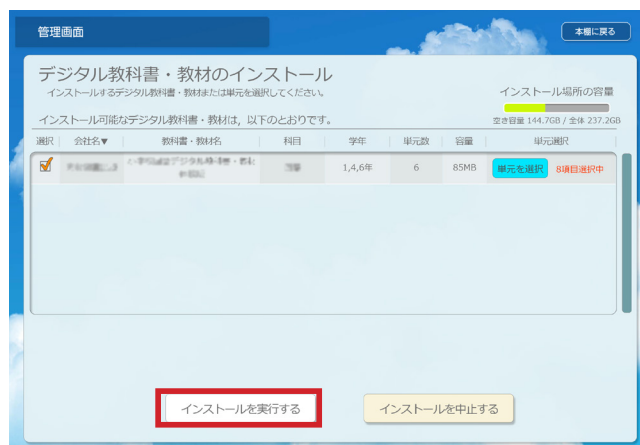 管理画面
本棚に戻る
デジタル教科書・教材のインストール
インストールするデジタル教科書・教材または単元を選択してください。
インストール場所の容量
インストール可能なデジタル教科書・教材は，以下のとおりです。
空き容量 144.7GB / 全体 237.2GB
選択 会社名▼ 教科書・教材名 科目 学年 単元数 容量 単元選択
1,4,6年 6 85MB 単元を選択 8項目選択中
インストールを実行する
インストールを中止する